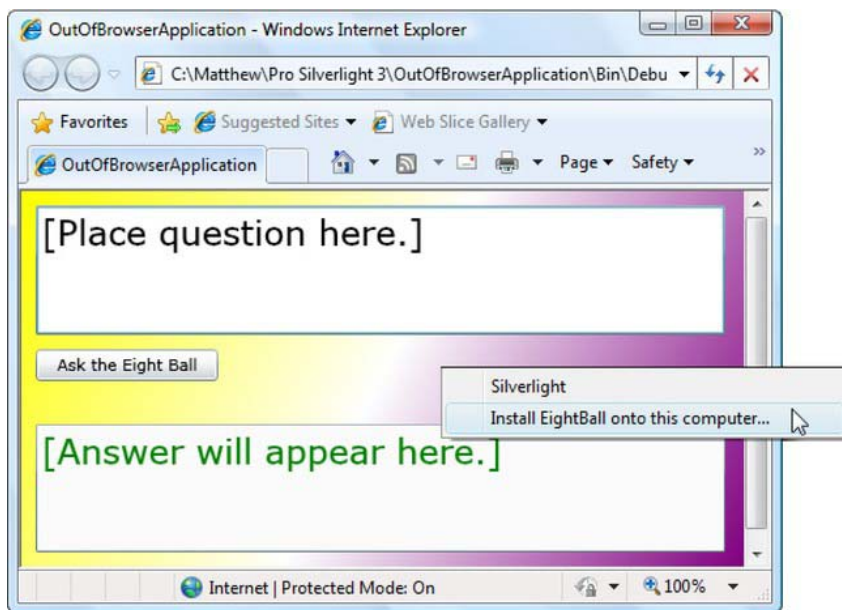 OutOfBrowserApplication - Windows Internet Explorer
C:\Matthew\Pro Silverlight 3\OutOfBrowserApplication\Bin\Debu
Favorites Suggested Sites Web Slice Gallery
OutOfBrowserApplication Page Safety
[Place question here.]
Ask the Eight Ball
Silverlight
Install EightBall onto this computer...
[Answer will appear here.]
Internet | Protected Mode: On 100%